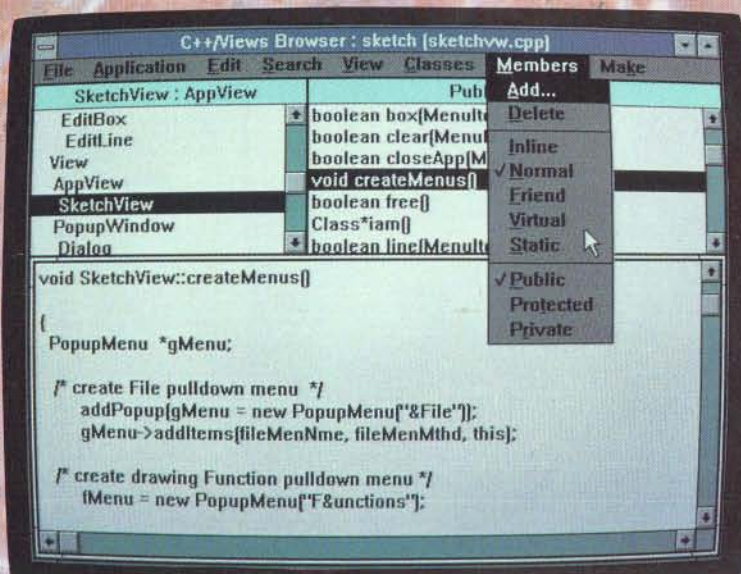 C++/Views Browser : sketch [sketchvw.cpp]
File Application Edit Search View Classes Members Make
SketchView : AppView
Publ
EditBox
EditLine
View
AppView
SketchView
PopupWindow
Dialog
boolean box(MenuIte
boolean clear(MenuI
boolean closeApp(M
void createMenus()
boolean free()
Class*iam()
boolean line(MenuIte
Add...
Delete
Inline
✓Normal
Friend
Virtual
Static
✓Public
Protected
Private
void SketchView::createMenus()
{
PopupMenu *gMenu;
/* create File pulldown menu */
addPopup(gMenu = new PopupMenu("&File"));
gMenu->addItems(fileMenNme, fileMenMthd, this);
/* create drawing Function pulldown menu */
fMenu = new PopupMenu("F&unctions");